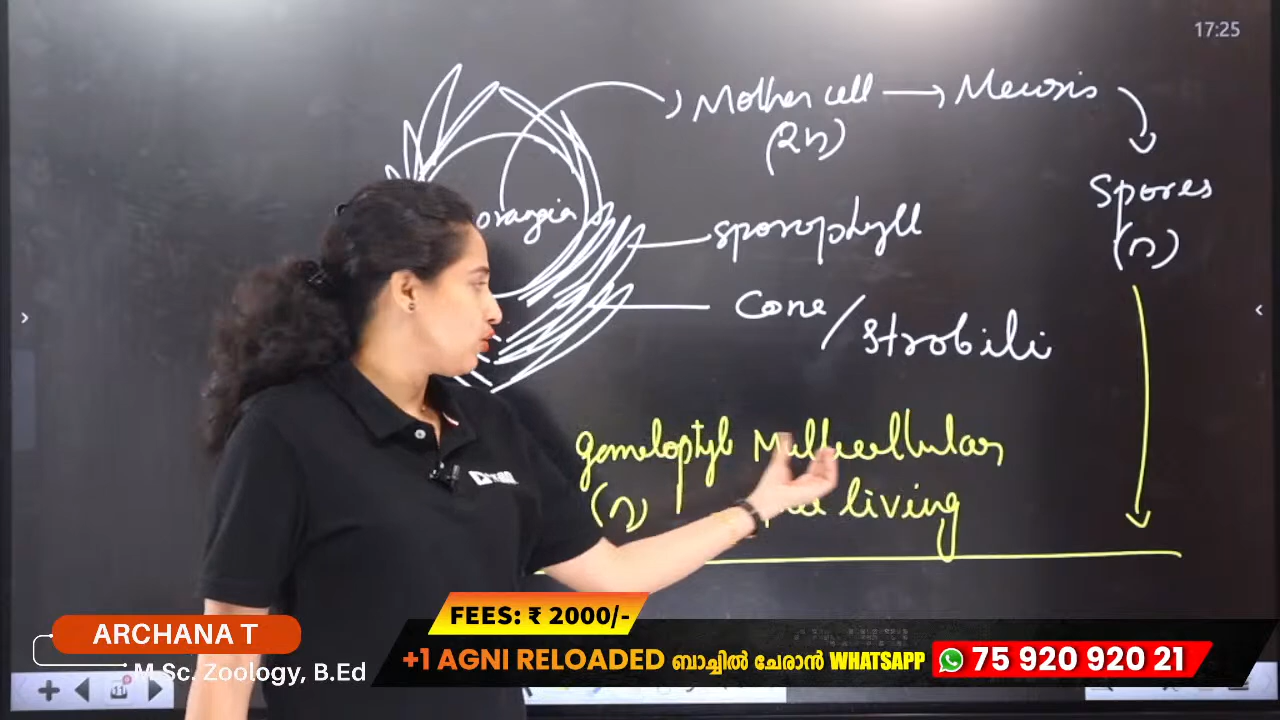 17:25
Mother cell → Meiosis
(2n)
Spores
(n)
orangia
sporophyll
Cone / Strobili
Multicellular
(n)
living
FEES: ₹ 2000/-
ARCHANA T
M.Sc. Zoology, B.Ed
+1 AGNI RELOADED ബാച്ചിൽ ചേരാൻ WHATSAPP 75 920 920 21